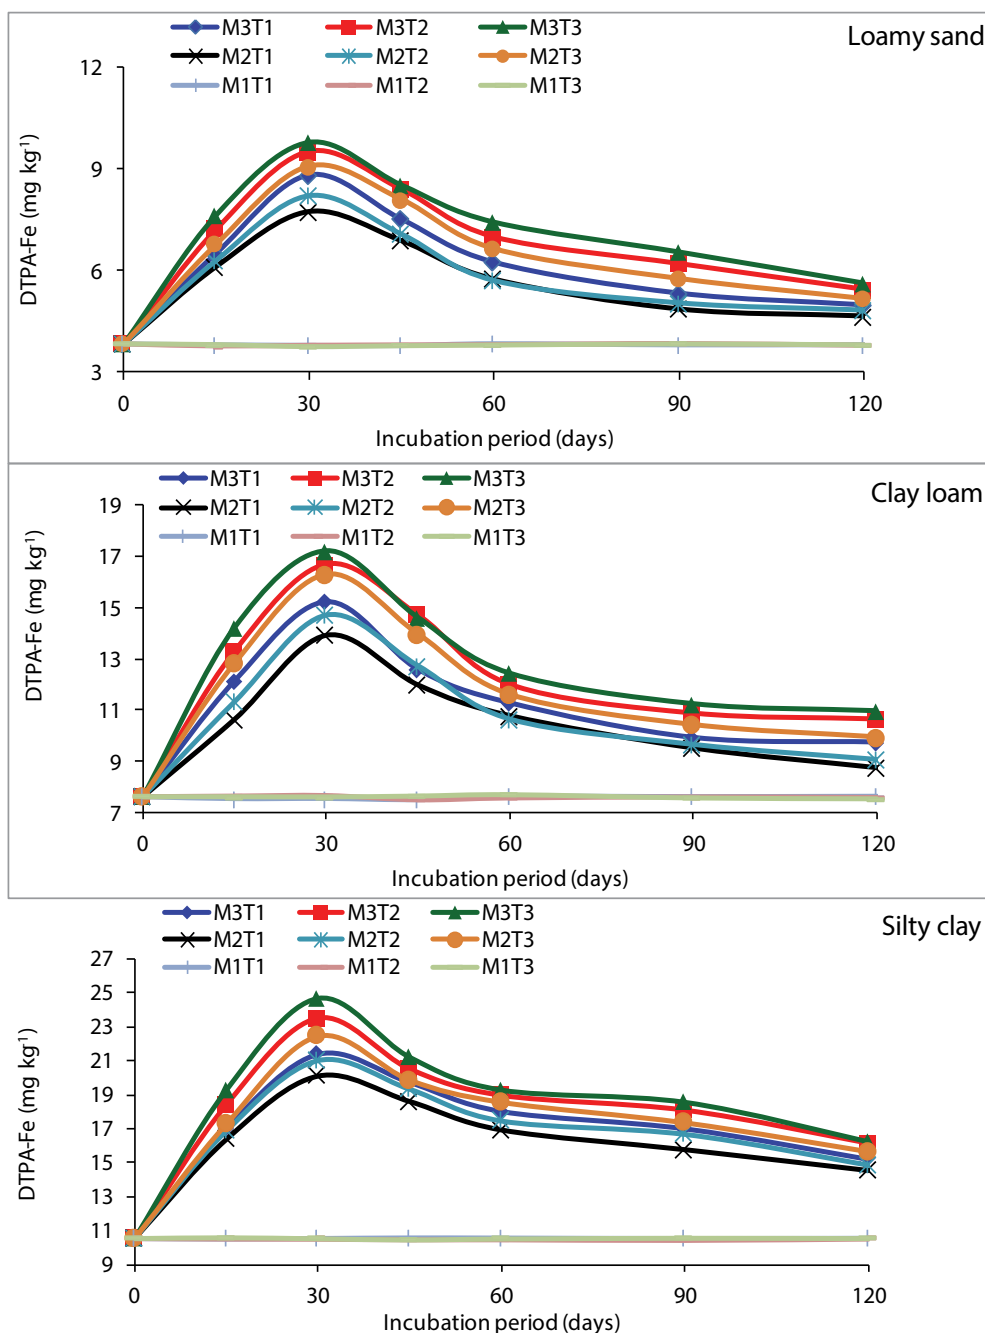 M3T1 M3T2 M3T3
Loamy sand
M2T1 M2T2 M2T3
M1T1 M1T2 M1T3
12
9
6
3
DTPA-Fe (mg kg-1)
0 30 60 90 120
Incubation period (days)
M3T1 M3T2 M3T3
Clay loam
M2T1 M2T2 M2T3
M1T1 M1T2 M1T3
19
17
15
13
11
9
7
DTPA-Fe (mg kg-1)
0 30 60 90 120
Incubation period (days)
M3T1 M3T2 M3T3
Silty clay
M2T1 M2T2 M2T3
M1T1 M1T2 M1T3
27
25
23
21
19
17
15
13
11
9
DTPA-Fe (mg kg-1)
0 30 60 90 120
Incubation period (days)